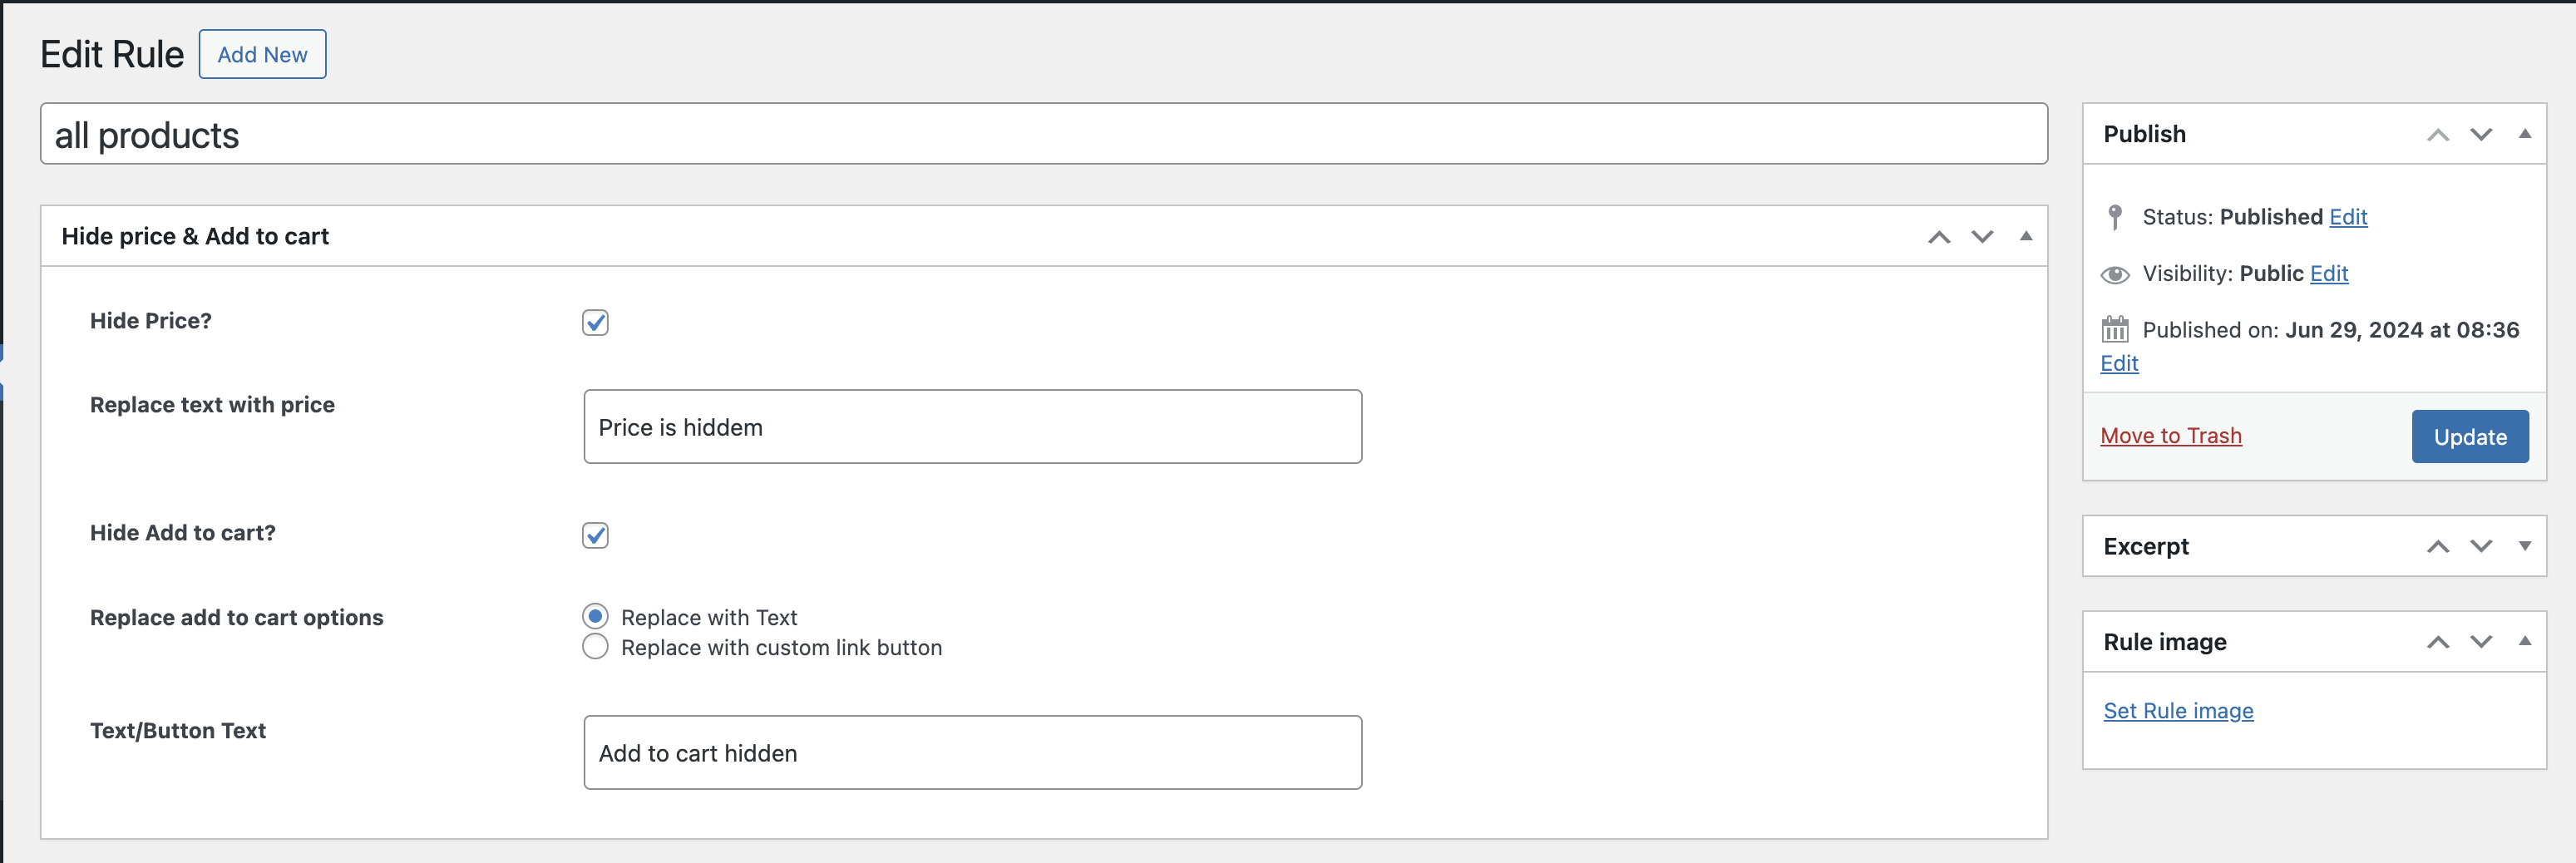 Edit Rule Add New
all products
Hide price & Add to cart
Hide Price?
Replace text with price
Price is hiddem
Hide Add to cart?
Replace add to cart options
Replace with Text
Replace with custom link button
Text/Button Text
Add to cart hidden
Publish
Status: Published Edit
Visibility: Public Edit
Published on: Jun 29, 2024 at 08:36
Edit
Move to Trash
Update
Excerpt
Rule image
Set Rule image